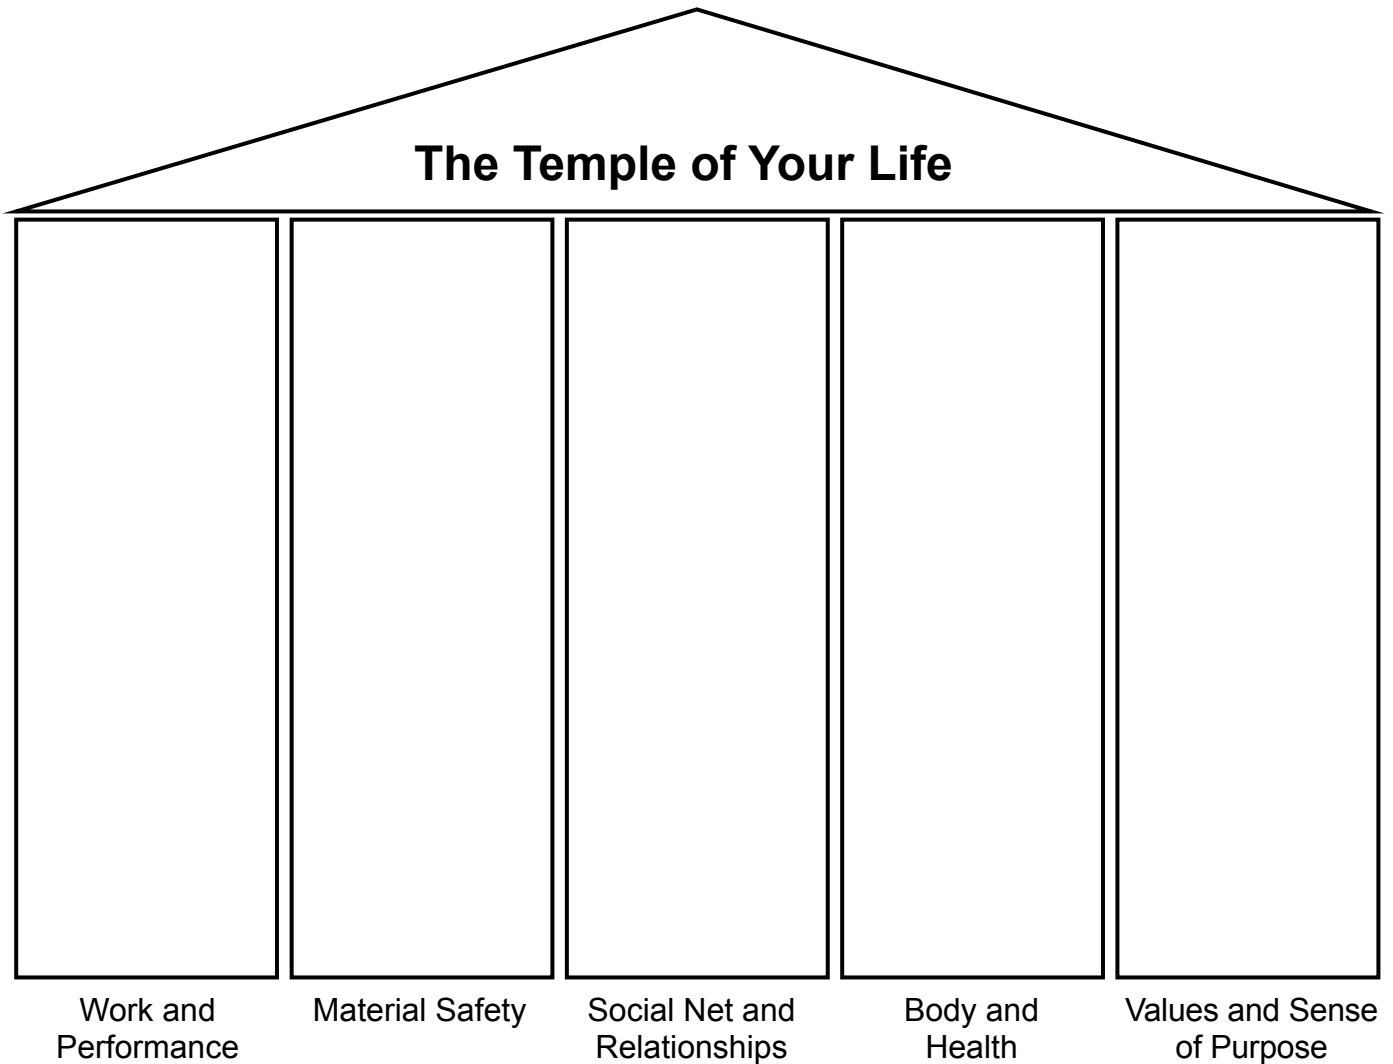 The Temple of Your Life
Work and
Performance
Material Safety
Social Net and
Relationships
Body and
Health
Values and Sense
of Purpose